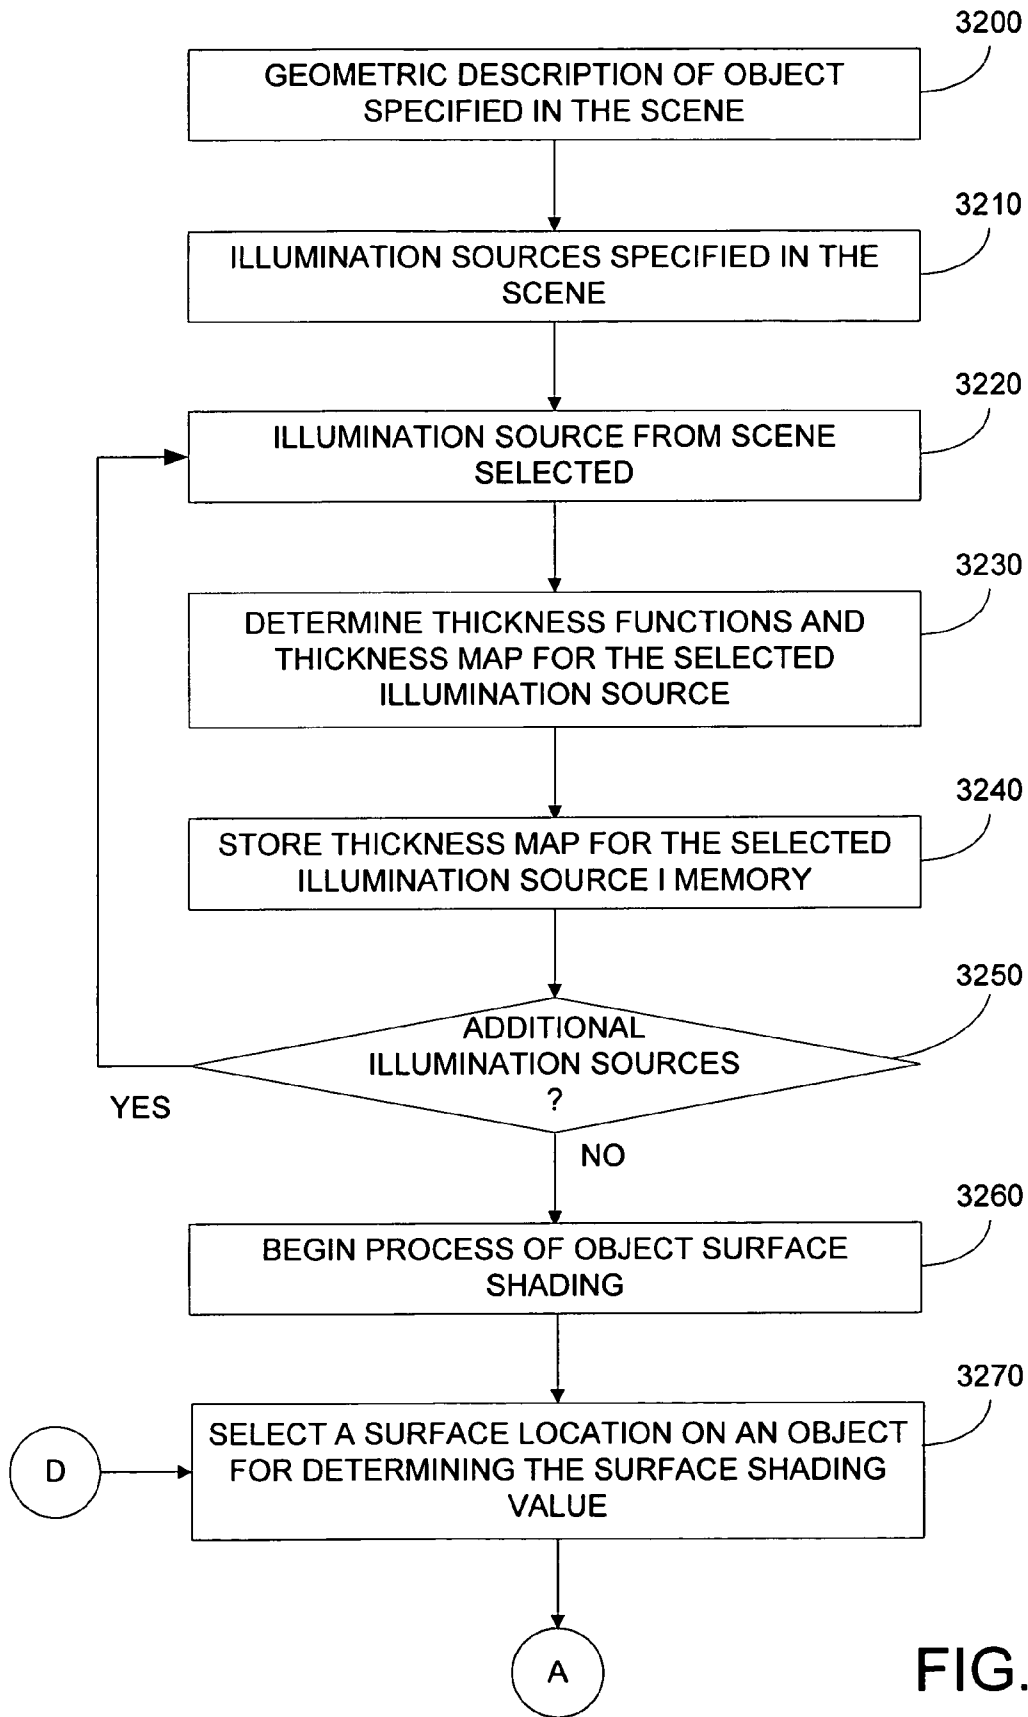 3200
GEOMETRIC DESCRIPTION OF OBJECT
SPECIFIED IN THE SCENE
3210
ILLUMINATION SOURCES SPECIFIED IN THE
SCENE
3220
ILLUMINATION SOURCE FROM SCENE
SELECTED
3230
DETERMINE THICKNESS FUNCTIONS AND
THICKNESS MAP FOR THE SELECTED
ILLUMINATION SOURCE
3240
STORE THICKNESS MAP FOR THE SELECTED
ILLUMINATION SOURCE I MEMORY
3250
ADDITIONAL
ILLUMINATION SOURCES
?
YES
NO
3260
BEGIN PROCESS OF OBJECT SURFACE
SHADING
3270
SELECT A SURFACE LOCATION ON AN OBJECT
FOR DETERMINING THE SURFACE SHADING
VALUE
D
A
FIG.